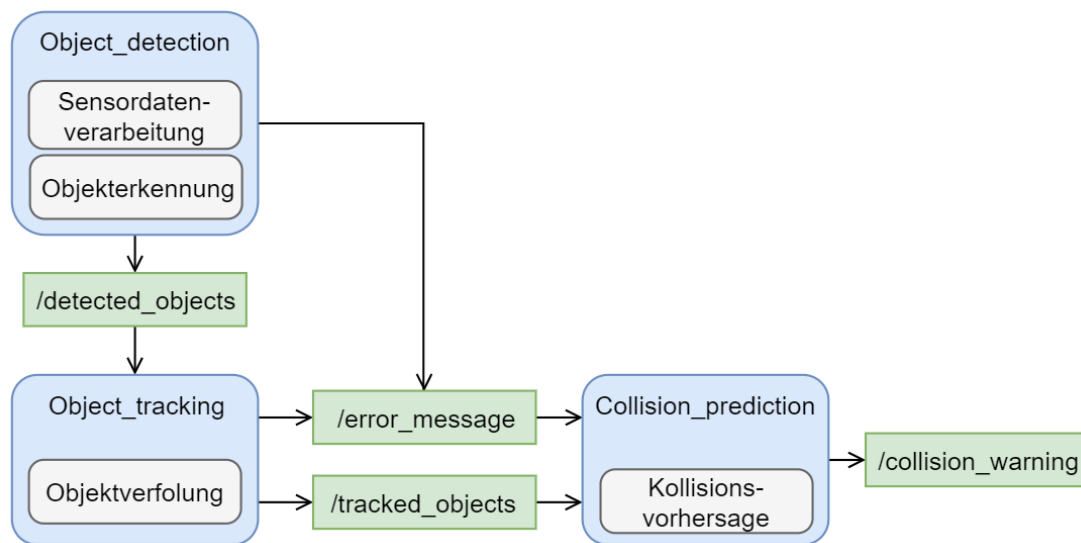 Object_detection
Sensordaten-
verarbeitung
Objekterkennung
/detected_objects
Object_tracking
Objektverfolung
/error_message
/tracked_objects
Collision_prediction
Kollisions-
vorhersage
/collision_warning